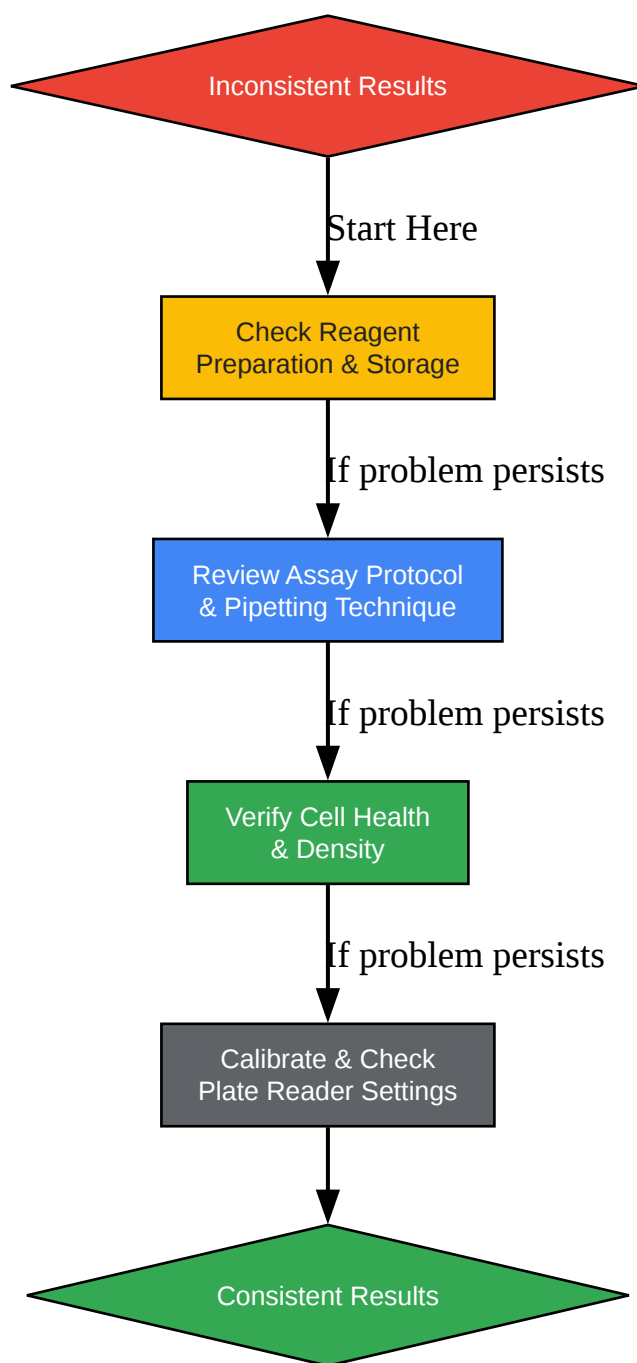 Inconsistent Results
Start Here
Check Reagent
Preparation & Storage
If problem persists
Review Assay Protocol
& Pipetting Technique
If problem persists
Verify Cell Health
& Density
If problem persists
Calibrate & Check
Plate Reader Settings
Consistent Results